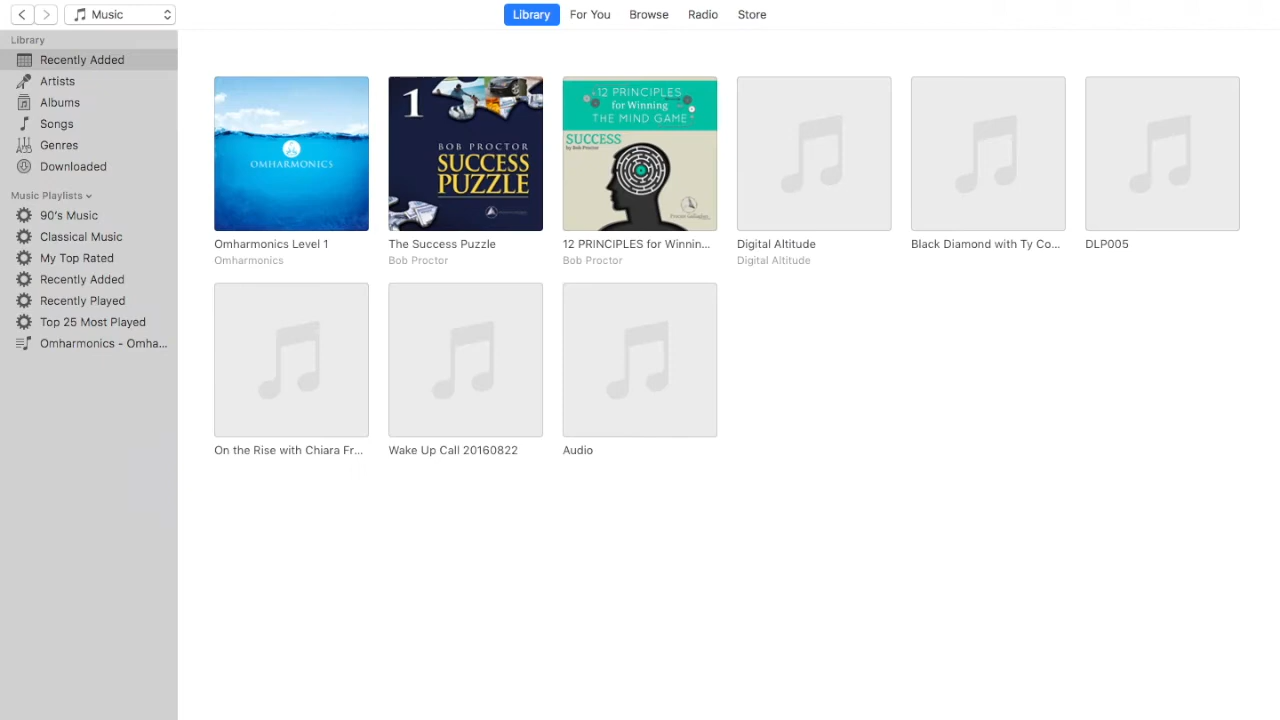 Music
Library
For You
Browse
Radio
Store
Library
Recently Added
Artists
Albums
Songs
Genres
Downloaded
Music Playlists
90's Music
Classical Music
My Top Rated
Recently Added
Recently Played
Top 25 Most Played
Omharmonics - Omha...
OMHARMONICS
Omharmonics Level 1
Omharmonics
1
BOB PROCTOR
SUCCESS
PUZZLE
The Success Puzzle
Bob Proctor
12 PRINCIPLES
for Winning
THE MIND GAME
SUCCESS
by Bob Proctor
12 PRINCIPLES for Winnin...
Bob Proctor
Digital Altitude
Digital Altitude
Black Diamond with Ty Co...
DLP005
On the Rise with Chiara Fr...
Wake Up Call 20160822
Audio